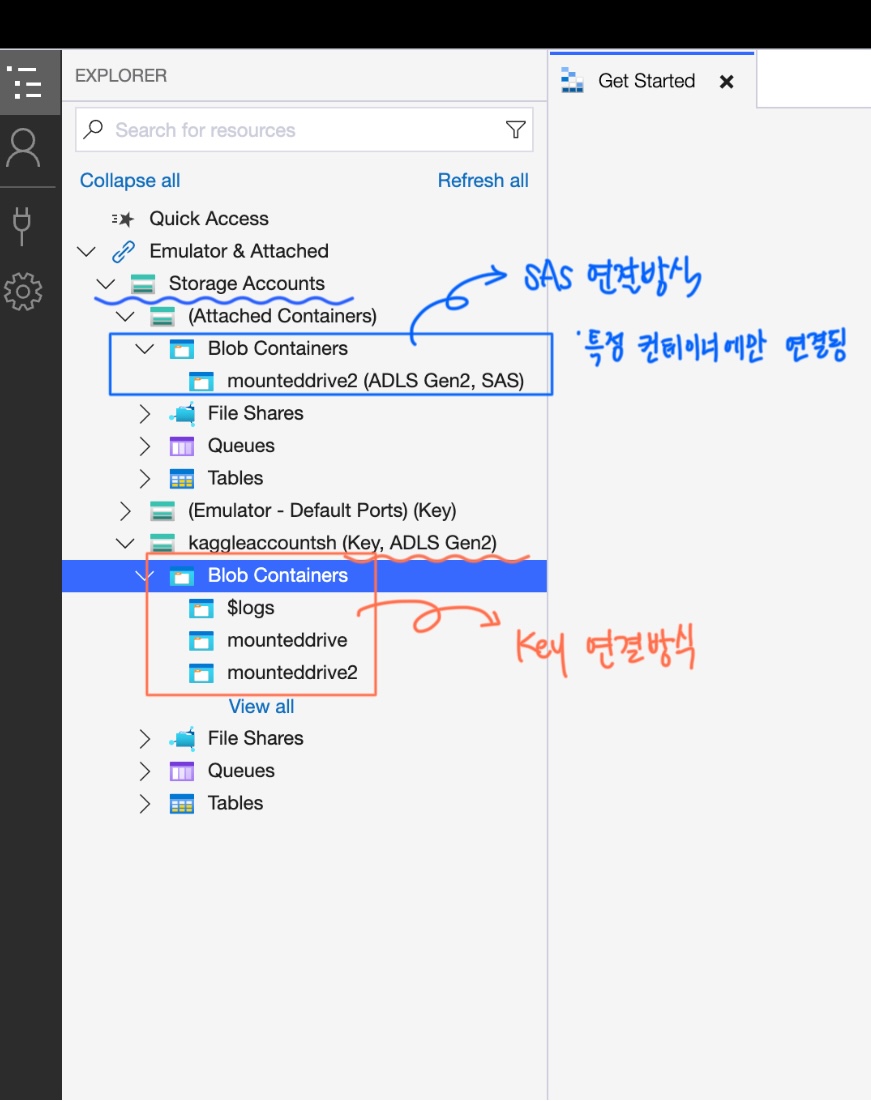 EXPLORER
Get Started
Search for resources
Collapse all
Refresh all
Quick Access
Emulator & Attached
Storage Accounts
SAS 연결방식
(Attached Containers)
Blob Containers
·특정 컨테이너에만 연결됨
mounteddrive2 (ADLS Gen2, SAS)
File Shares
Queues
Tables
(Emulator - Default Ports) (Key)
kaggleaccountsh (Key, ADLS Gen2)
Blob Containers
$logs
mounteddrive
Key 연결방식
mounteddrive2
View all
File Shares
Queues
Tables